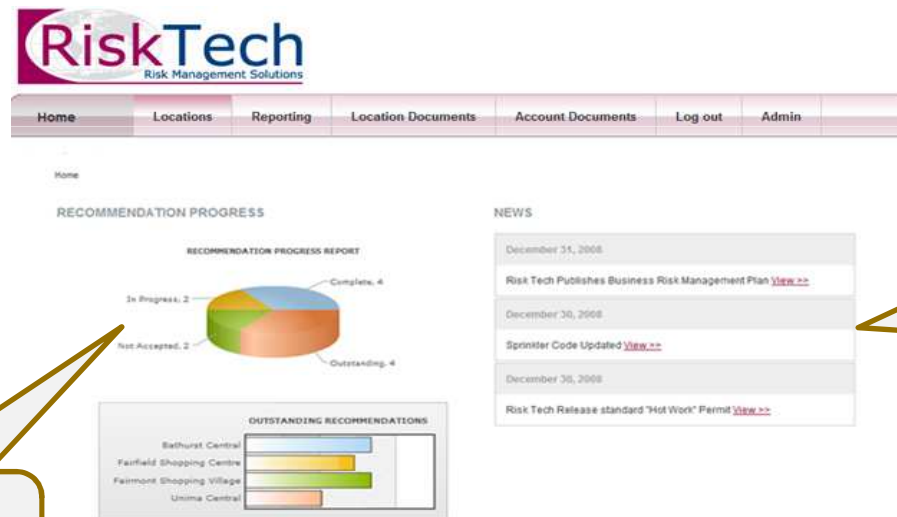 RiskTech
Risk Management Solutions
Home Locations Reporting Location Documents Account Documents Log out Admin
Home
RECOMMENDATION PROGRESS
RECOMMENDATION PROGRESS REPORT
Complete, 4
In Progress, 2
Not Accepted, 2
Outstanding, 4
OUTSTANDING RECOMMENDATIONS
Bathurst Central
Fairfield Shopping Centre
Fairmont Shopping Village
Unima Central
NEWS
December 31, 2008
Risk Tech Publishes Business Risk Management Plan View >>
December 30, 2008
Sprinkler Code Updated View >>
December 30, 2008
Risk Tech Release standard "Hot Work" Permit View >>